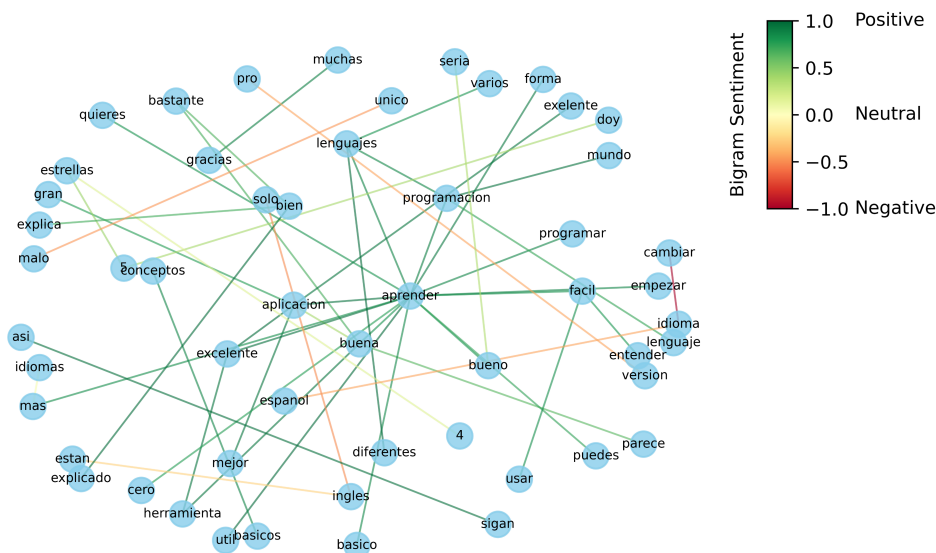 1.0 Positive
0.5
0.0 Neutral
−0.5
−1.0 Negative
Bigram Sentiment
muchas
seria
pro
varios
forma
bastante
unico
exelente
quieres
doy
lenguajes
gracias
mundo
estrellas
gran
solo
bien
programacion
explica
programar
malo
cambiar
5
conceptos
empezar
aprender
facil
aplicacion
idioma
asi
buena
lenguaje
excelente
entender
idiomas
bueno
version
mas
espanol
4
parece
diferentes
puedes
estan
mejor
explicado
usar
cero
ingles
herramienta
sigan
util
basicos
basico